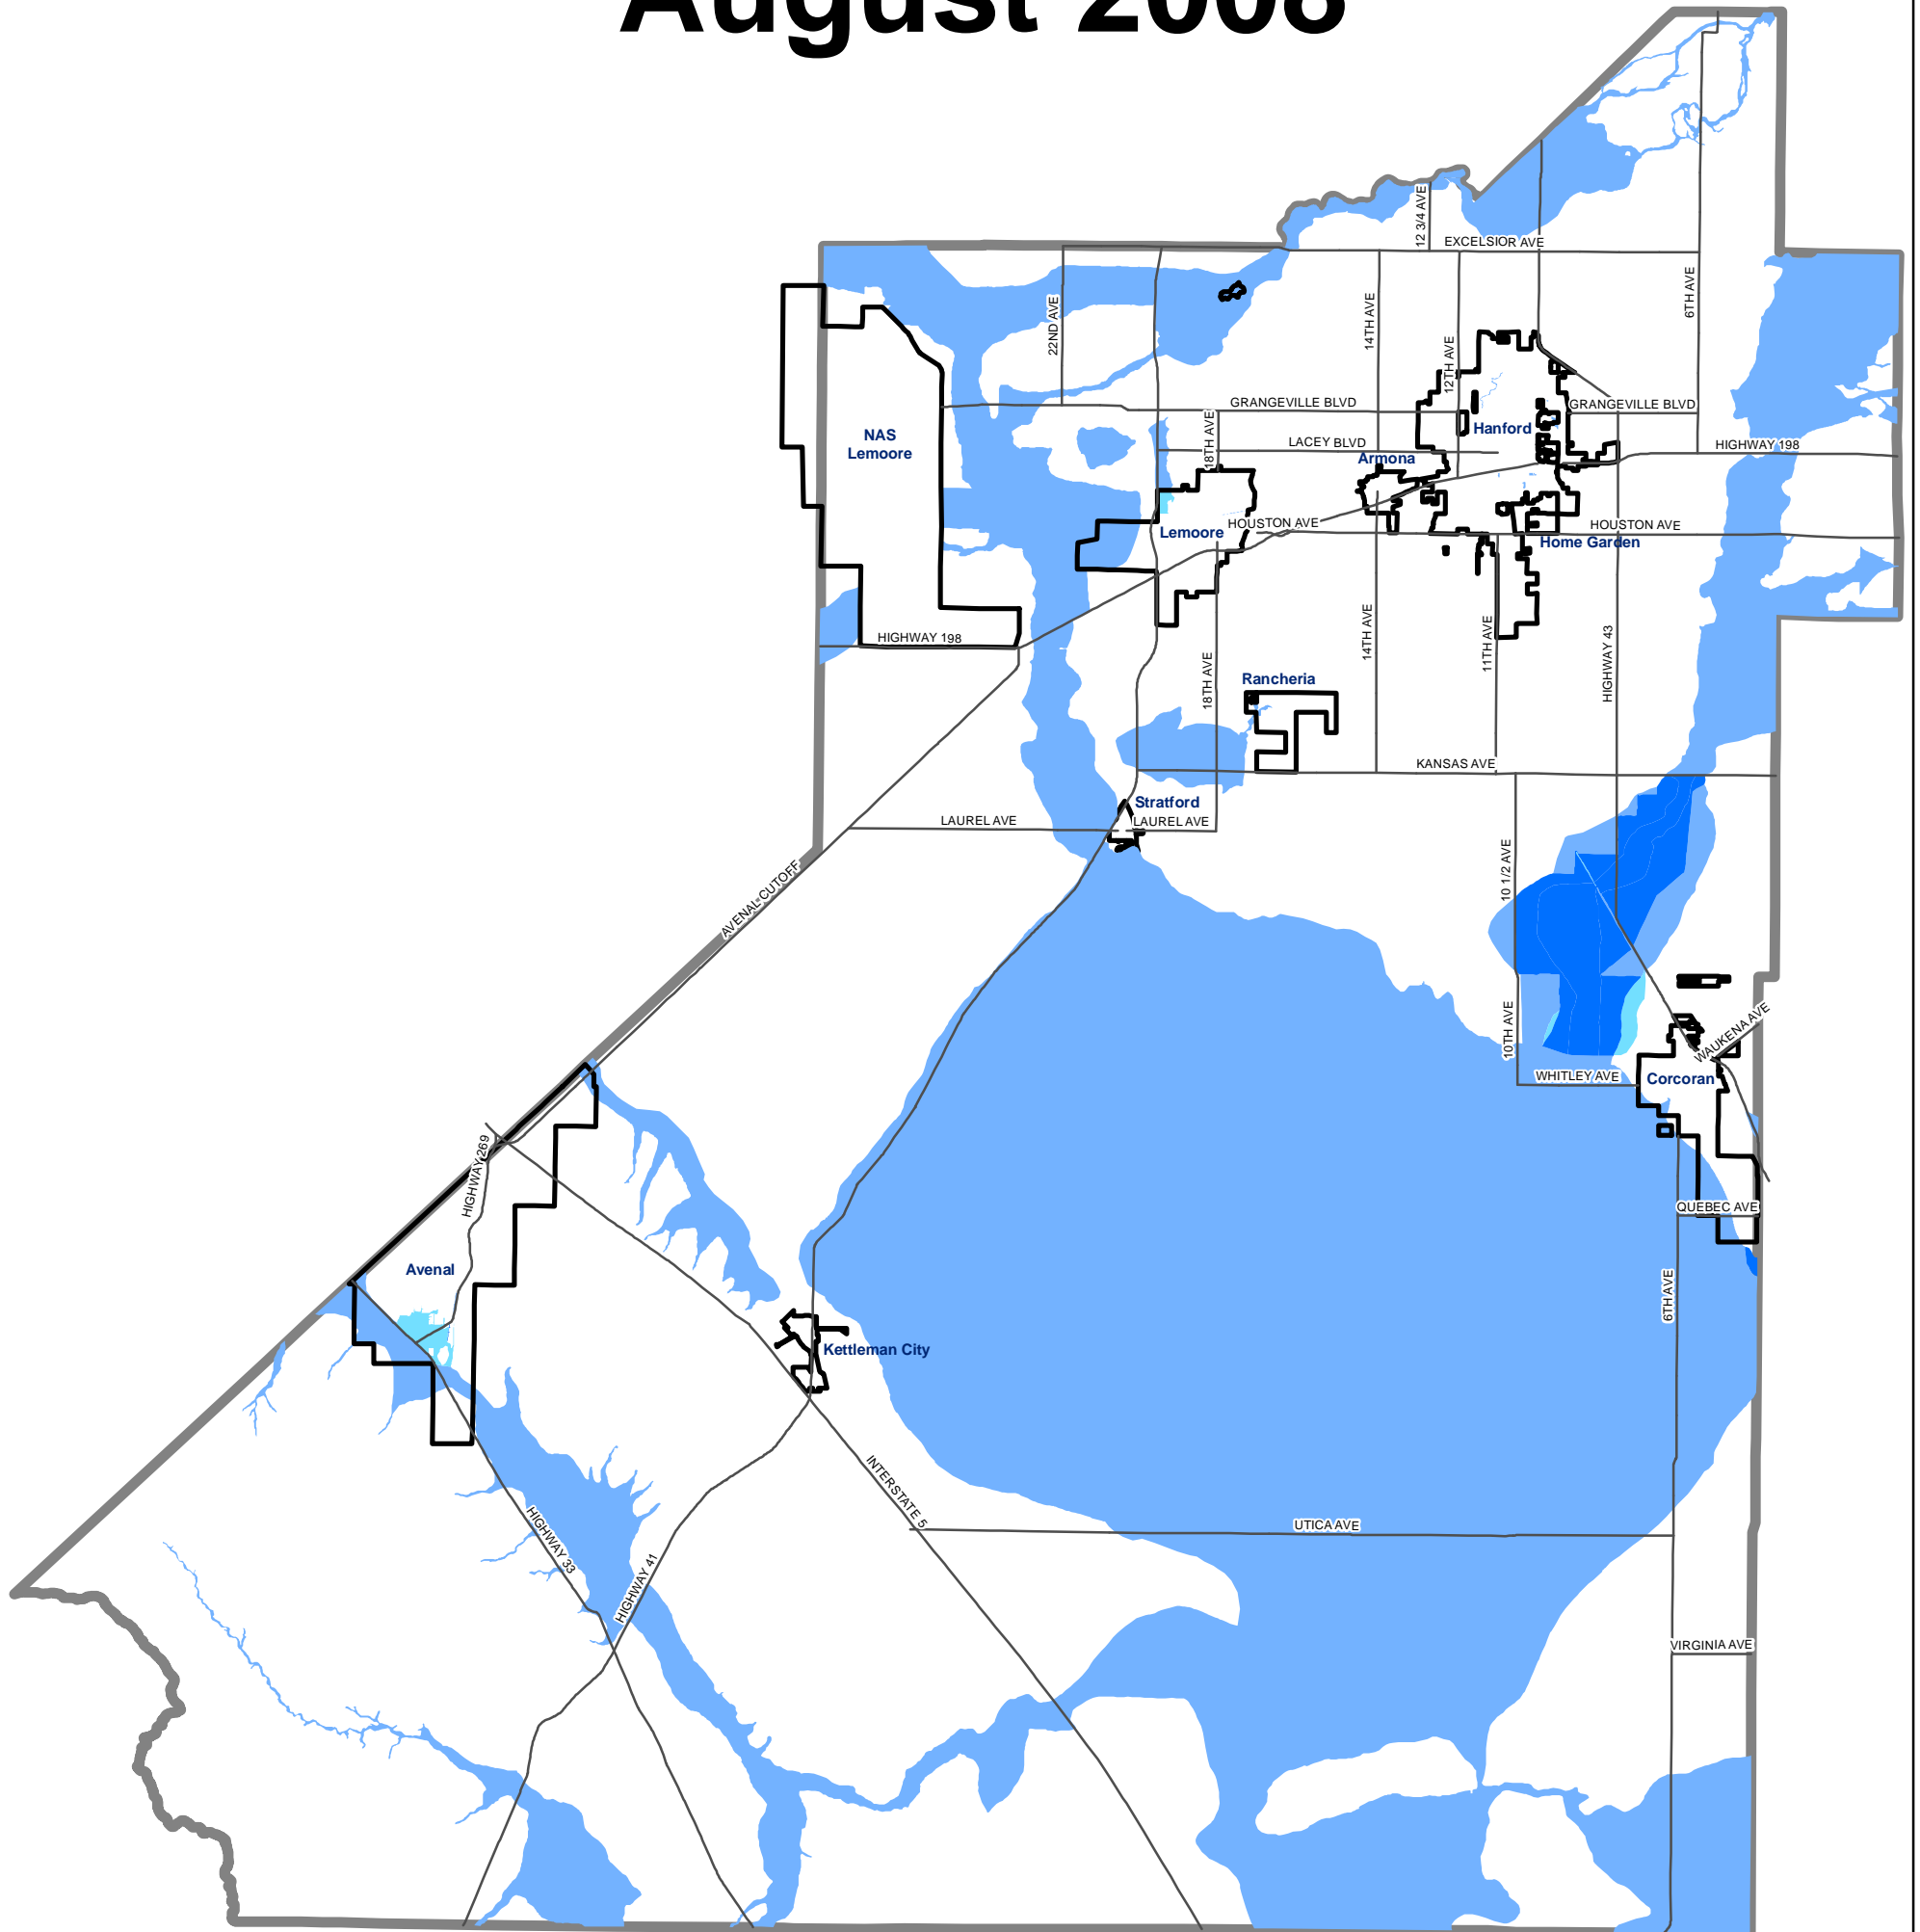 August 2008
12 3/4 AVE
EXCELSIOR AVE
6TH AVE
22ND AVE
14TH AVE
12TH AVE
GRANGEVILLE BLVD
GRANGEVILLE BLVD
18TH AVE
Hanford
NAS
Lemoore
LACEY BLVD
HIGHWAY 198
Armona
HOUSTON AVE
HOUSTON AVE
Lemoore
Home Garden
HIGHWAY 198
14TH AVE
11TH AVE
HIGHWAY 43
18TH AVE
Rancheria
KANSAS AVE
Stratford
LAUREL AVE
LAUREL AVE
10 1/2 AVE
AVENAL CUTOFF
10TH AVE
WAUKENA AVE
WHITLEY AVE
Corcoran
HIGHWAY 269
QUEBEC AVE
Avenal
6TH AVE
Kettleman City
INTERSTATE 5
UTICA AVE
HIGHWAY 33
HIGHWAY 41
VIRGINIA AVE